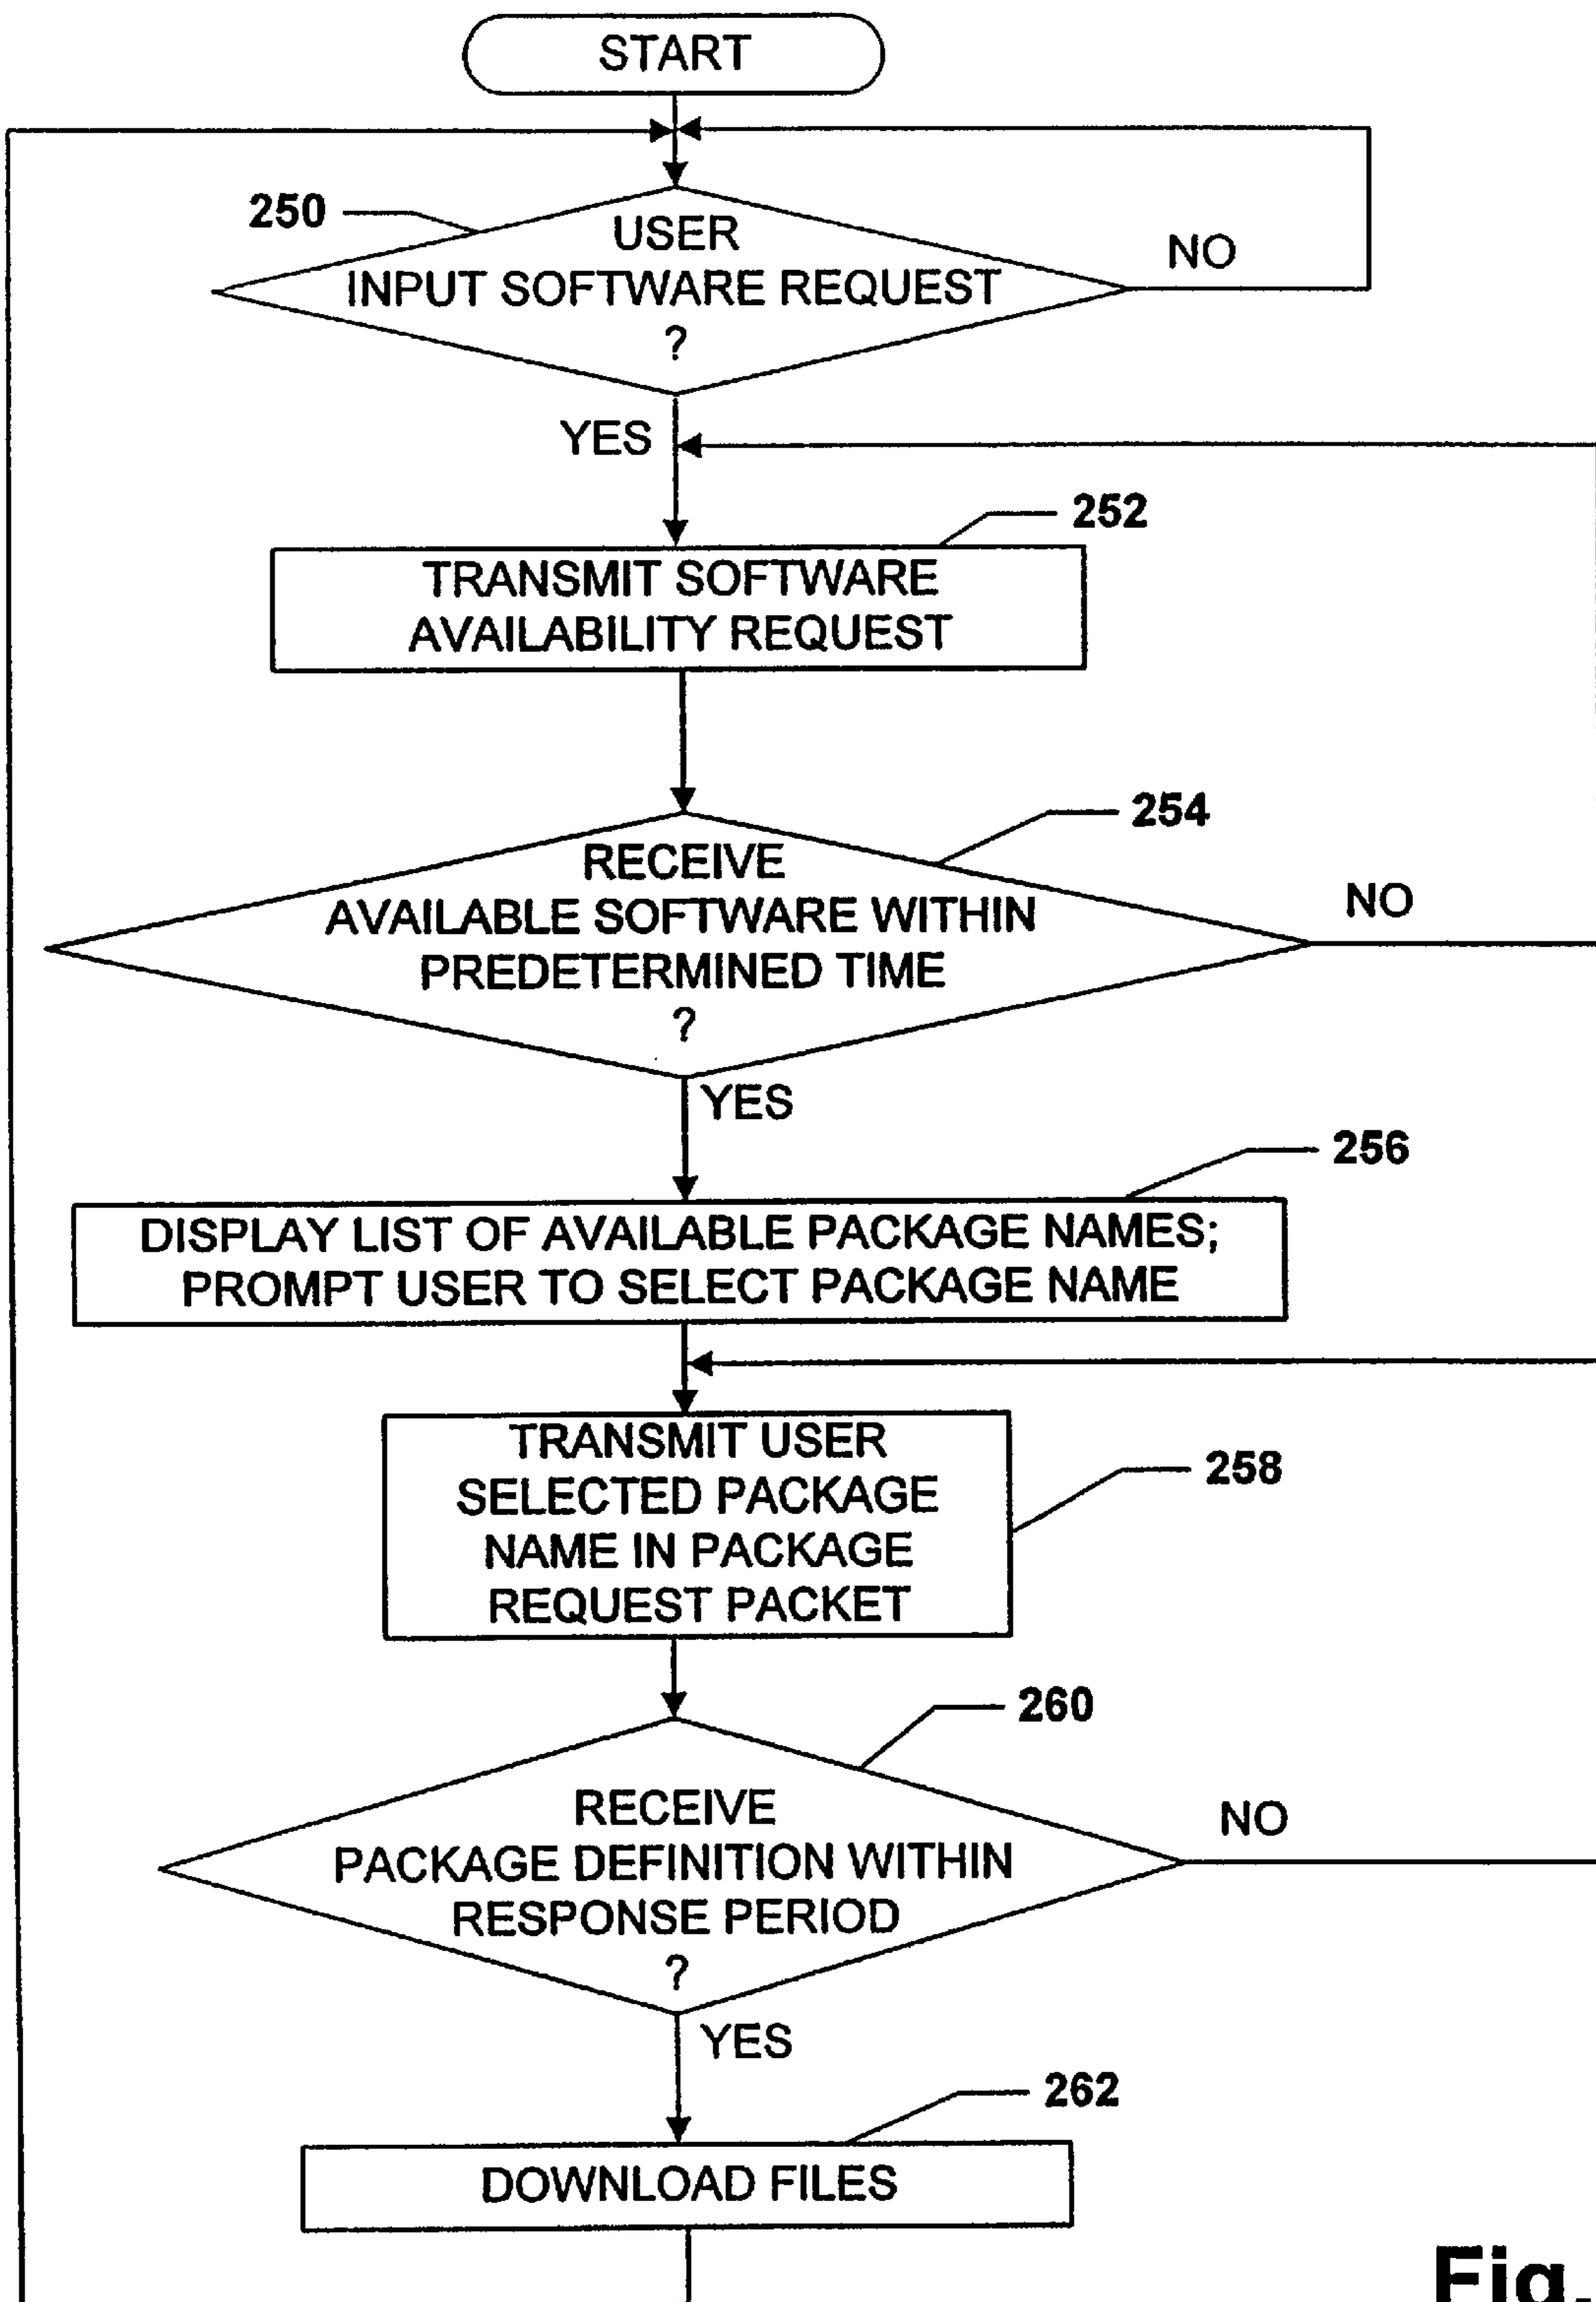 START
250
USER
INPUT SOFTWARE REQUEST
?
NO
YES
252
TRANSMIT SOFTWARE
AVAILABILITY REQUEST
254
RECEIVE
AVAILABLE SOFTWARE WITHIN
PREDETERMINED TIME
?
NO
YES
256
DISPLAY LIST OF AVAILABLE PACKAGE NAMES;
PROMPT USER TO SELECT PACKAGE NAME
TRANSMIT USER
SELECTED PACKAGE
NAME IN PACKAGE
REQUEST PACKET
258
260
RECEIVE
PACKAGE DEFINITION WITHIN
RESPONSE PERIOD
?
NO
YES
262
DOWNLOAD FILES
Fig.